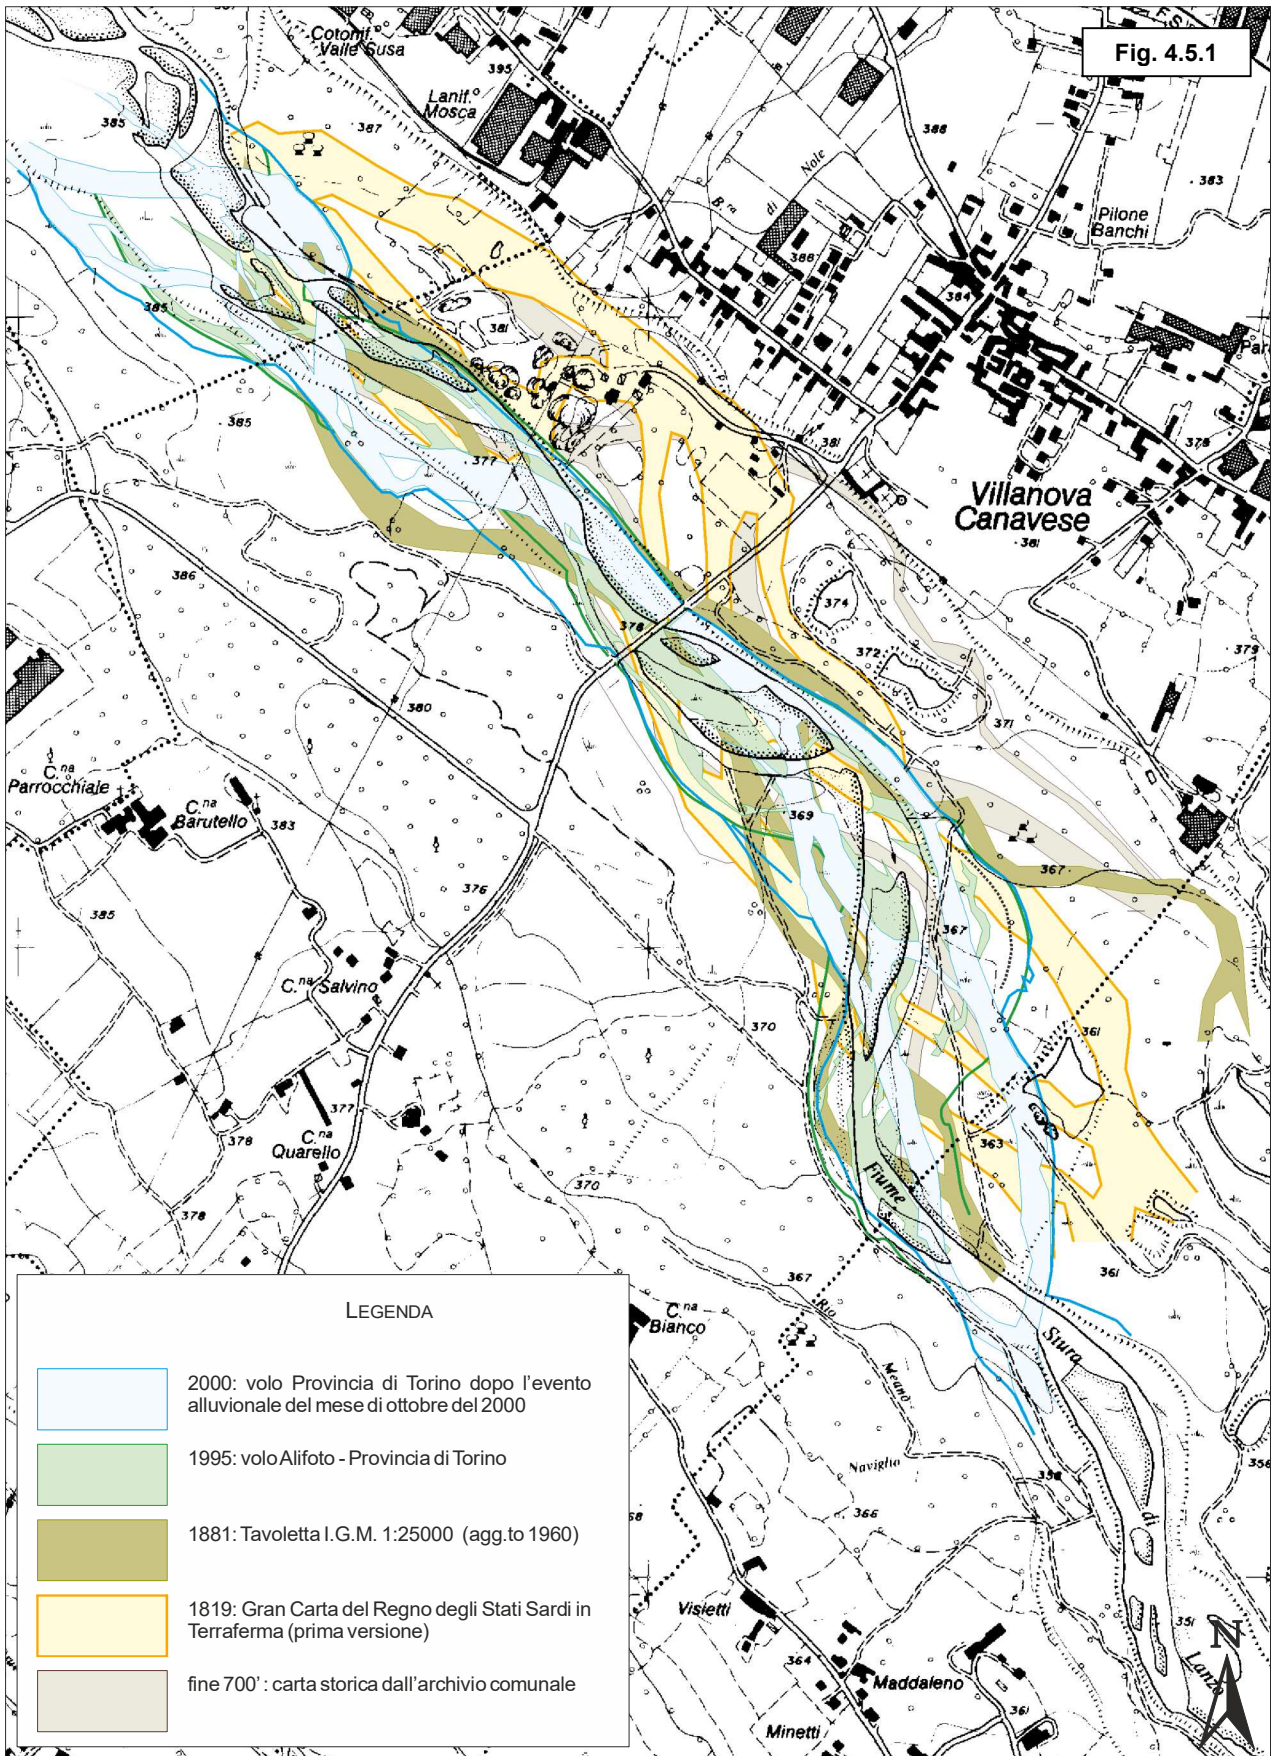 Fig. 4.5.1
Cotonif.
Valle Susa
395
Lanif.º
Mosca
387
385
388
383
Nole
di
B.ra
Pilone
Banchi
388
384
381
385
385
377
381
375
Villanova
Canavese
381
386
374
378
372
379
380
371
C.na
Parrocchiale
C.na
Barutello
383
369
376
367
385
367
C.na Salvino
370
361
377
C.na
Quarello
378
363
370
Fiume
378
367
361
Rio
C.na
Bianco
Stura
Meanò
Naviglio
358
356
366
68
di
Visietti
351
N
364
Lanzo
Maddaleno
361
Minetti
LEGENDA
2000: volo Provincia di Torino dopo l'evento
alluvionale del mese di ottobre del 2000
1995: volo Alifoto - Provincia di Torino
1881: Tavoletta I.G.M. 1:25000 (agg.to 1960)
1819: Gran Carta del Regno degli Stati Sardi in
Terraferma (prima versione)
fine 700' : carta storica dall'archivio comunale